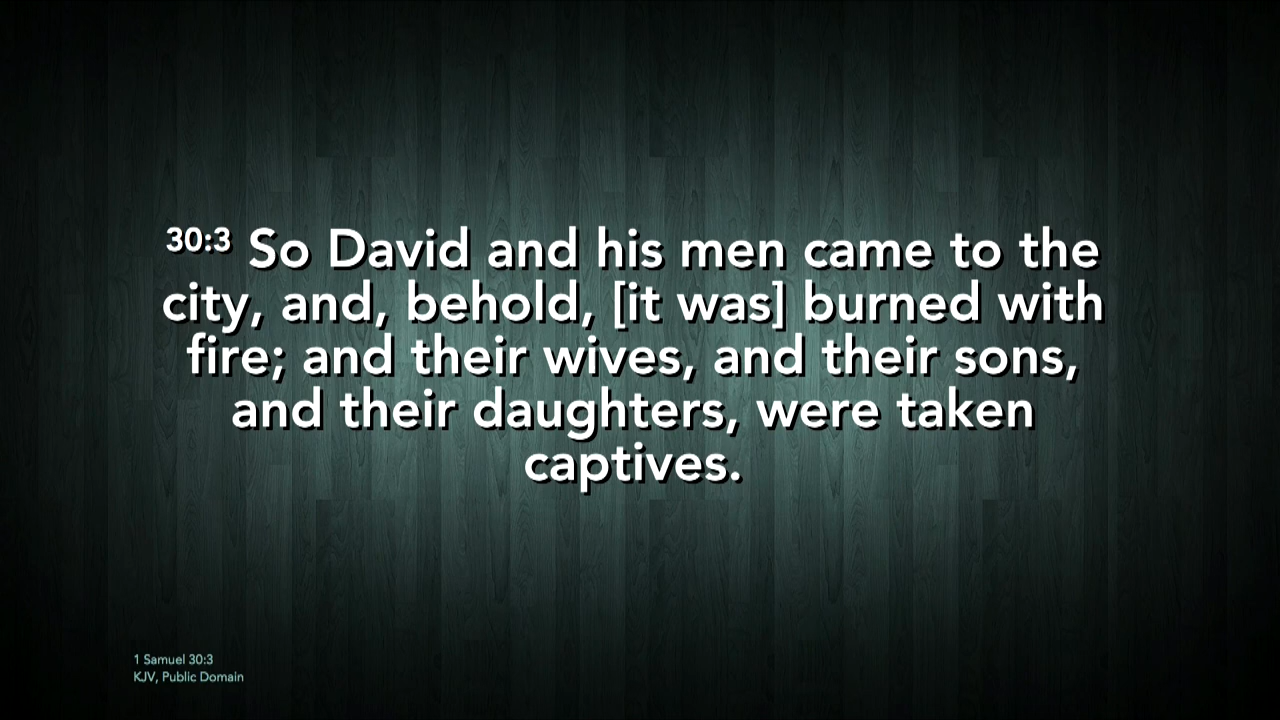 30:3 So David and his men came to the
city, and, behold, [it was] burned with
fire; and their wives, and their sons,
and their daughters, were taken
captives.
1 Samuel 30:3
KJV, Public Domain